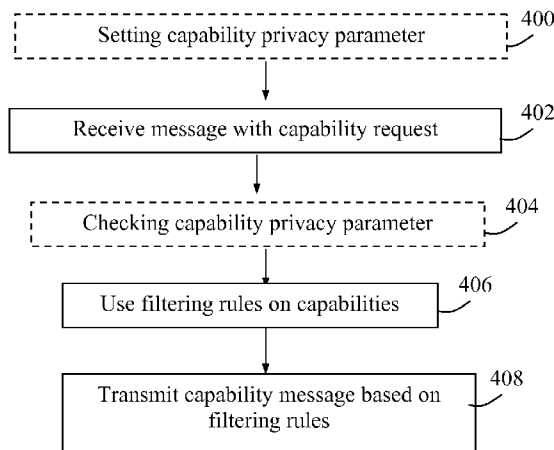 Setting capability privacy parameter
400
Receive message with capability request
402
Checking capability privacy parameter
404
Use filtering rules on capabilities
406
Transmit capability message based on
filtering rules
408